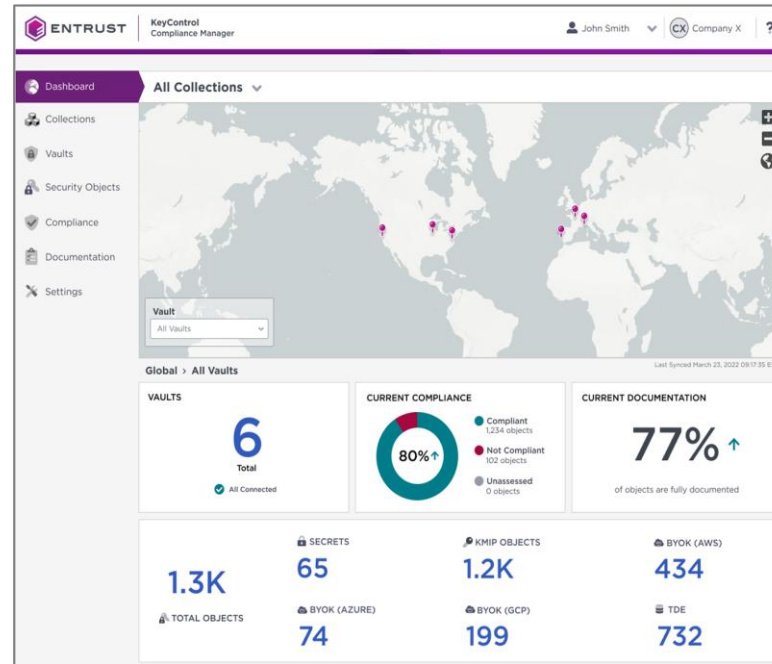 ENTRUST
KeyControl
Compliance Manager
John Smith
CX Company X ?
Dashboard
Collections
Vaults
Security Objects
Compliance
Documentation
Settings
All Collections
Vault
All Vaults
Global > All Vaults
Last Synced March 23, 2022 09:17:35
VAULTS
6
Total
All Connected
CURRENT COMPLIANCE
80%
Compliant
1,234 objects
Not Compliant
102 objects
Unassessed
0 objects
CURRENT DOCUMENTATION
77%
of objects are fully documented
1.3K
TOTAL OBJECTS
SECRETS
65
KMIP OBJECTS
1.2K
BYOK (AWS)
434
BYOK (AZURE)
74
BYOK (GCP)
199
TDE
732